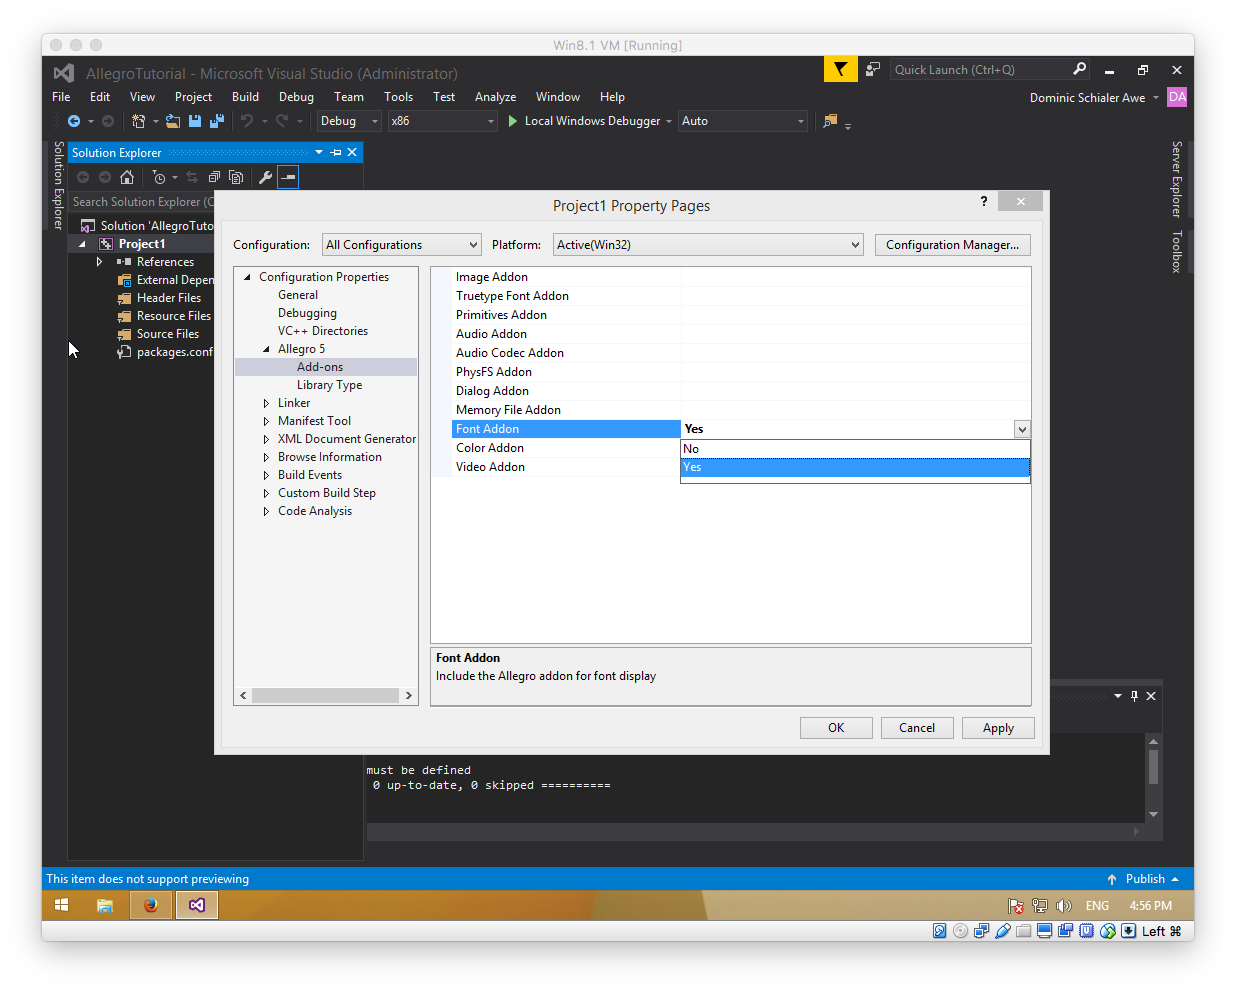 Win8.1 VM [Running]
AllegroTutorial - Microsoft Visual Studio (Administrator)
Quick Launch (Ctrl+Q)
File Edit View Project Build Debug Team Tools Test Analyze Window Help
Dominic Schialer Awe DA
Debug x86 Local Windows Debugger Auto
Solution Explorer
Solution Explorer
Server Explorer
Toolbox
Search Solution Explorer (C
Solution 'AllegroTuto
Project1
References
External Depen
Header Files
Resource Files
Source Files
packages.conf
Project1 Property Pages
? ×
Configuration: All Configurations Platform: Active(Win32) Configuration Manager...
Configuration Properties
General
Debugging
VC++ Directories
Allegro 5
Add-ons
Library Type
Linker
Manifest Tool
XML Document Generator
Browse Information
Build Events
Custom Build Step
Code Analysis
Image Addon
Truetype Font Addon
Primitives Addon
Audio Addon
Audio Codec Addon
PhysFS Addon
Dialog Addon
Memory File Addon
Font Addon Yes
Color Addon No
Video Addon Yes
Font Addon
Include the Allegro addon for font display
OK Cancel Apply
must be defined
0 up-to-date, 0 skipped ==========
This item does not support previewing
Publish
ENG 4:56 PM
Left ⌘